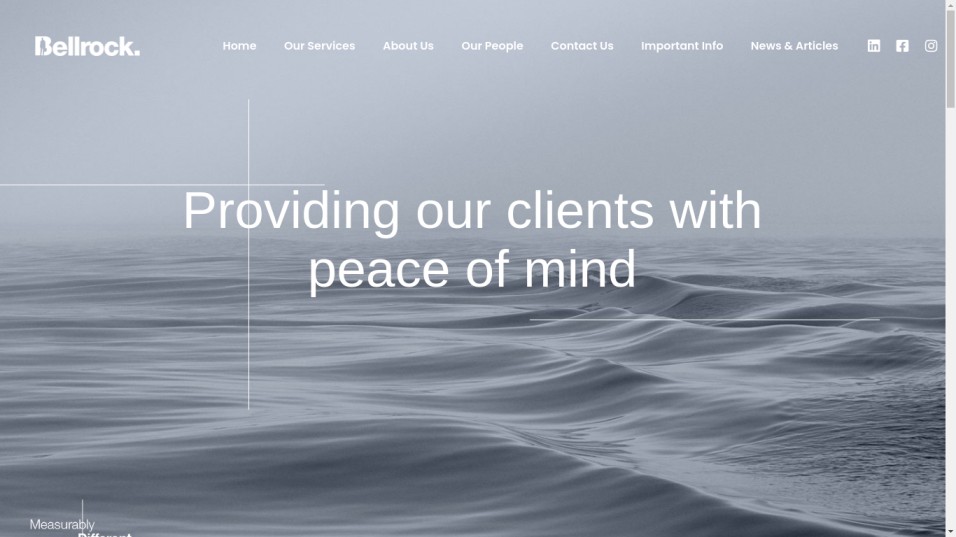 Bellrock.
Home
Our Services
About Us
Our People
Contact Us
Important Info
News & Articles
Providing our clients with
peace of mind
Measurably
Different